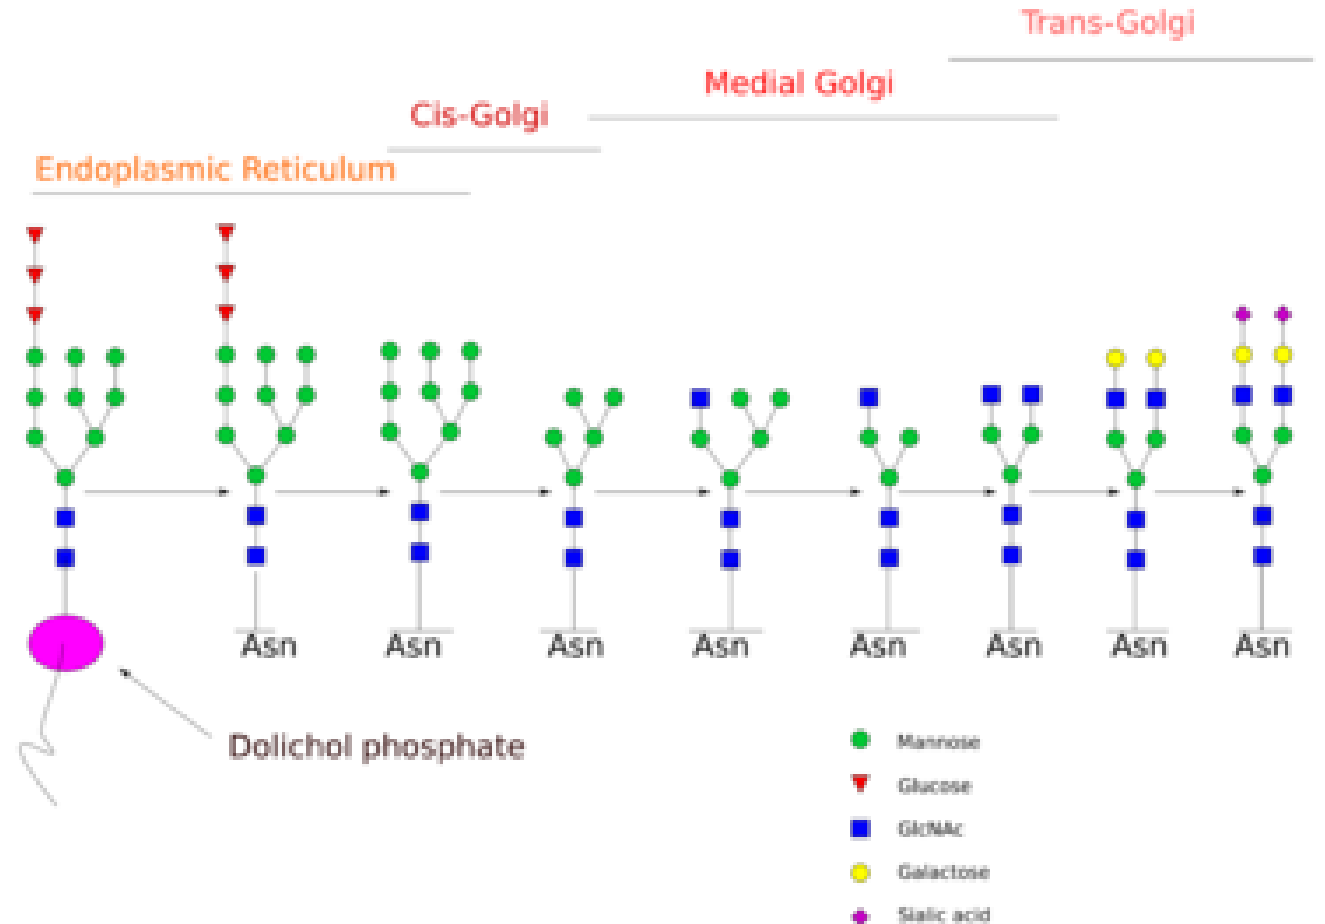 Trans-Golgi
Medial Golgi
Cis-Golgi
Endoplasmic Reticulum
Asn Asn Asn Asn Asn Asn Asn Asn
Dolichol phosphate
Mannose
Glucose
GlcNAc
Galactose
Sialic acid